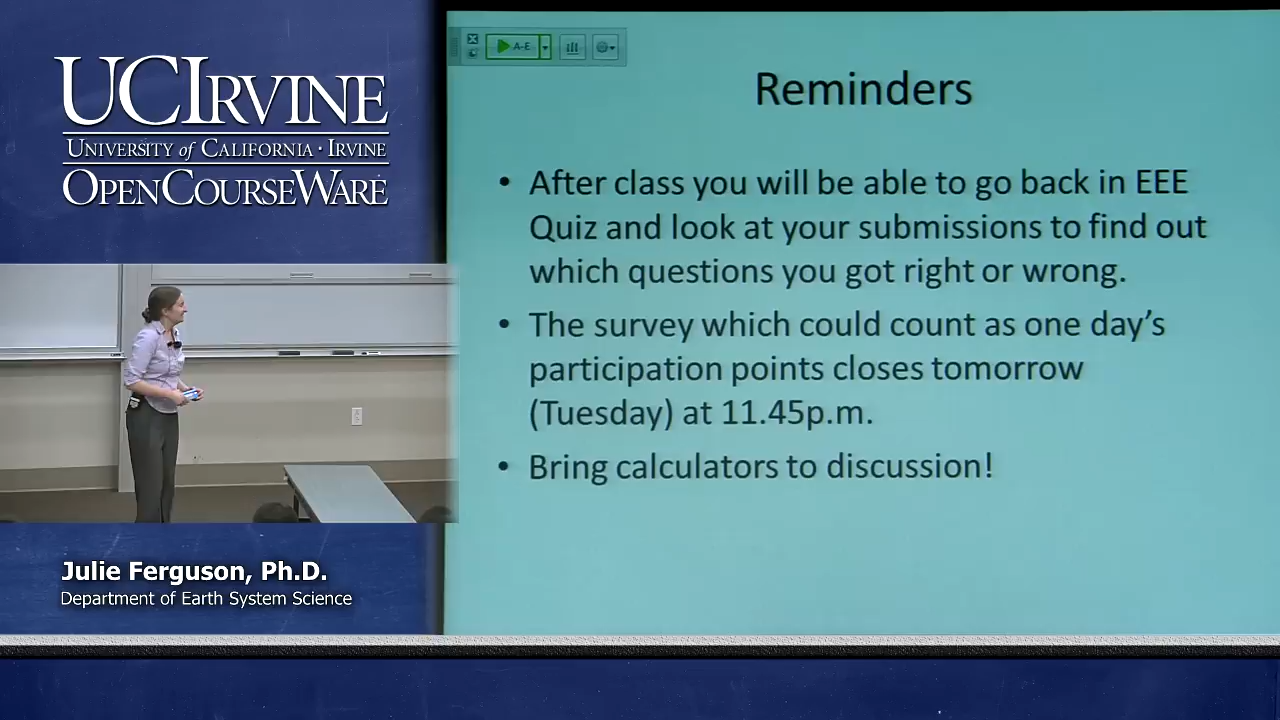 UCIRVINE
UNIVERSITY of CALIFORNIA · IRVINE
OPENCOURSEWARE
A-E
Reminders
• After class you will be able to go back in EEE
Quiz and look at your submissions to find out
which questions you got right or wrong.
• The survey which could count as one day's
participation points closes tomorrow
(Tuesday) at 11.45p.m.
• Bring calculators to discussion!
Julie Ferguson, Ph.D.
Department of Earth System Science